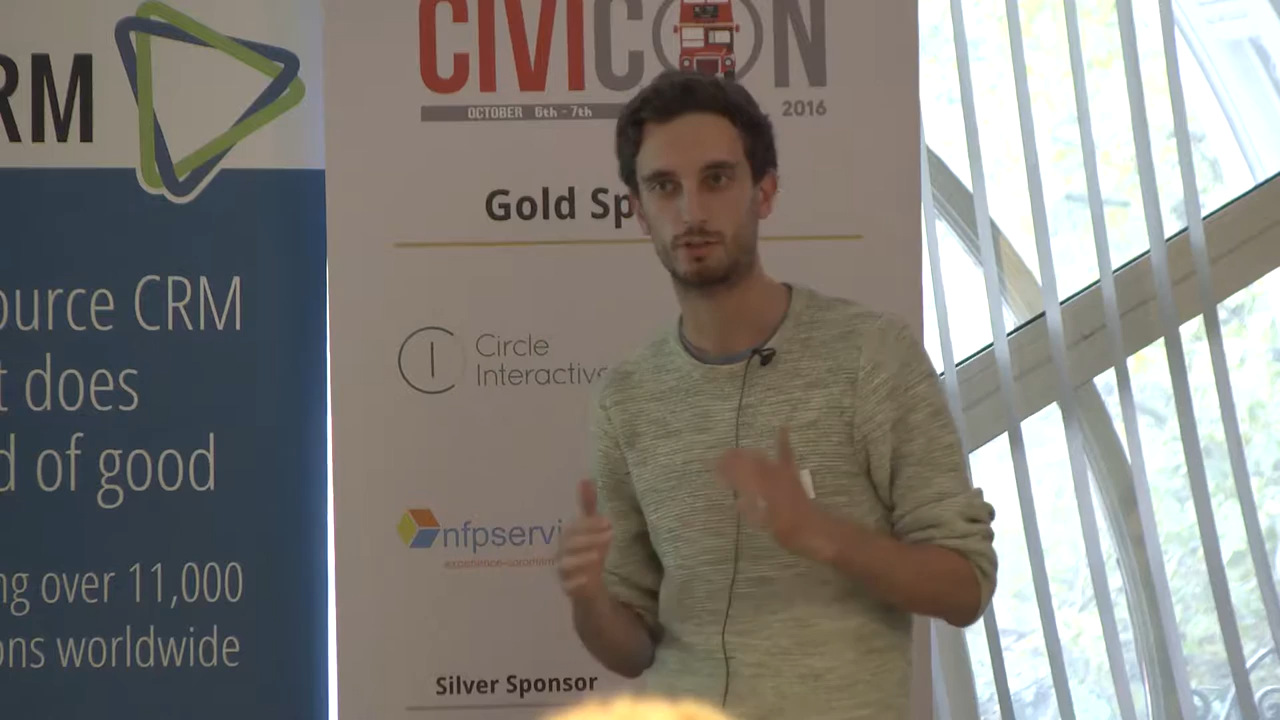 RM
ource CRM
t does
d of good
ng over 11,000
ons worldwide
CIVICON
OCTOBER 6th - 7th
2016
Gold Sp
Circle
Interactive
nfpservi
Silver Sponsor